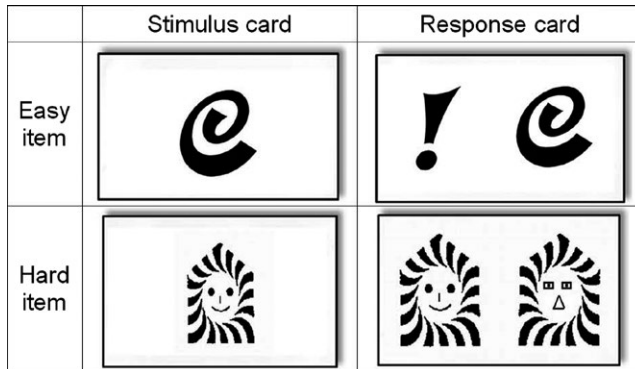 Stimulus card
Response card
Easy
item
! e
Hard
item